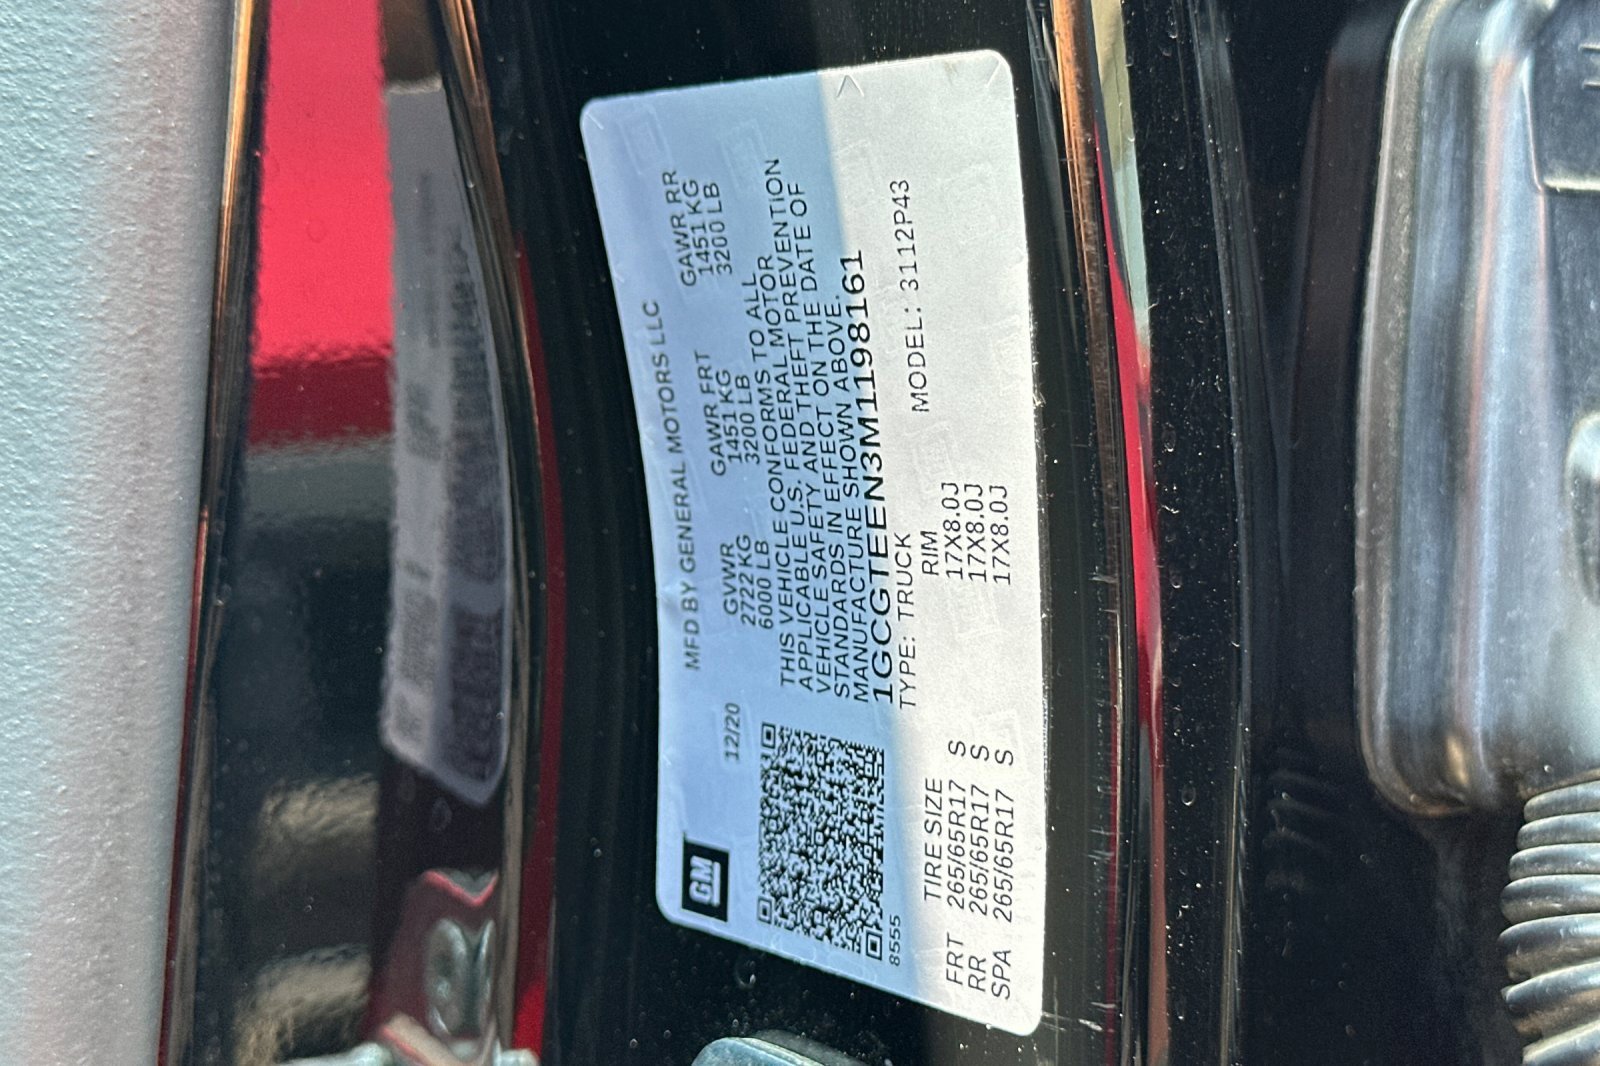 GM
12/20
MFD BY GENERAL MOTORS LLC
GVWR GAWR FRT GAWR RR
2722 KG 1451 KG 1451 KG
6000 LB 3200 LB 3200 LB
THIS VEHICLE CONFORMS TO ALL
APPLICABLE U.S. FEDERAL MOTOR
VEHICLE SAFETY AND THEFT PREVENTION
STANDARDS IN EFFECT ON THE DATE OF
MANUFACTURE SHOWN ABOVE.
1GCGTEEN3M1198161
8555
TYPE: TRUCK MODEL: 3112P43
TIRE SIZE RIM
FRT 265/65R17 S 17X8.0J
RR 265/65R17 S 17X8.0J
SPA 265/65R17 S 17X8.0J